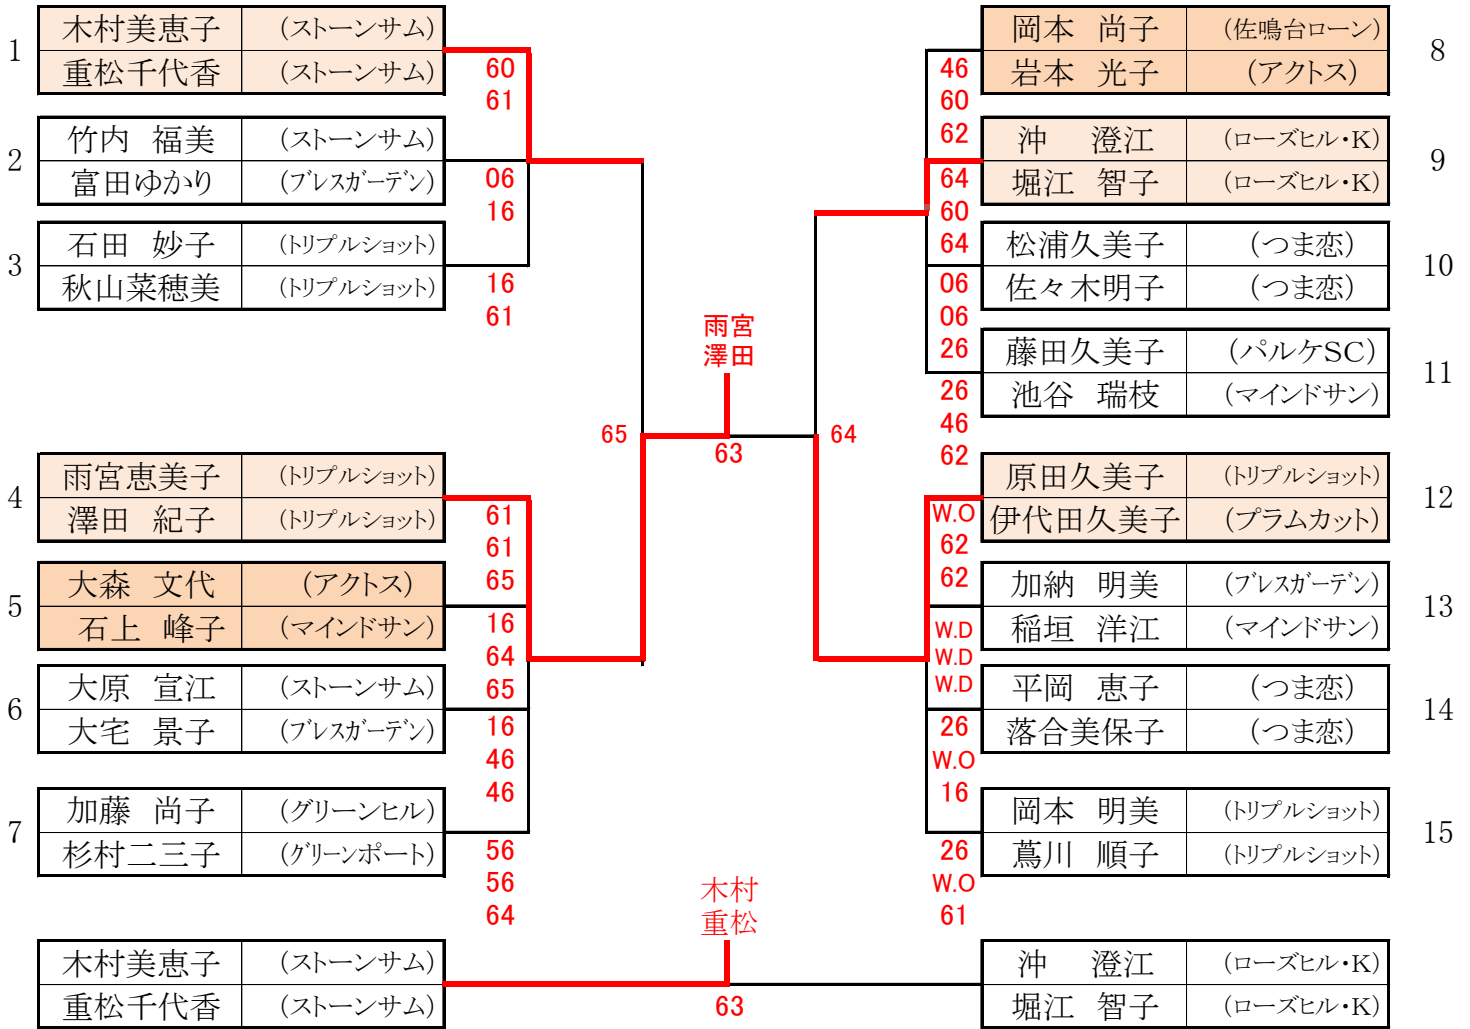 1
木村美恵子 (ストーンサム)
重松千代香 (ストーンサム)
60
61
2
竹内 福美 (ストーンサム)
富田ゆかり (ブレスガーデン)
06
16
3
石田 妙子 (トリプルショット)
秋山菜穂美 (トリプルショット)
16
61
4
雨宮恵美子 (トリプルショット)
澤田 紀子 (トリプルショット)
61
61
65
5
大森 文代 (アクトス)
石上 峰子 (マインドサン)
16
64
65
6
大原 宣江 (ストーンサム)
大宅 景子 (ブレスガーデン)
16
46
46
7
加藤 尚子 (グリーンヒル)
杉村二三子 (グリーンポート)
56
56
64
65
雨宮
澤田
63
64
岡本 尚子 (佐鳴台ローン)
岩本 光子 (アクトス)
8
46
60
62
沖 澄江 (ローズヒル・K)
堀江 智子 (ローズヒル・K)
9
64
60
64
松浦久美子 (つま恋)
佐々木明子 (つま恋)
10
06
06
26
藤田久美子 (パルケSC)
池谷 瑞枝 (マインドサン)
11
26
46
62
原田久美子 (トリプルショット)
伊代田久美子 (プラムカット)
12
W.O
62
62
加納 明美 (ブレスガーデン)
稲垣 洋江 (マインドサン)
13
W.D
W.D
W.D
平岡 恵子 (つま恋)
落合美保子 (つま恋)
14
26
W.O
16
岡本 明美 (トリプルショット)
蔦川 順子 (トリプルショット)
15
26
W.O
61
木村美恵子 (ストーンサム)
重松千代香 (ストーンサム)
木村
重松
63
沖 澄江 (ローズヒル・K)
堀江 智子 (ローズヒル・K)